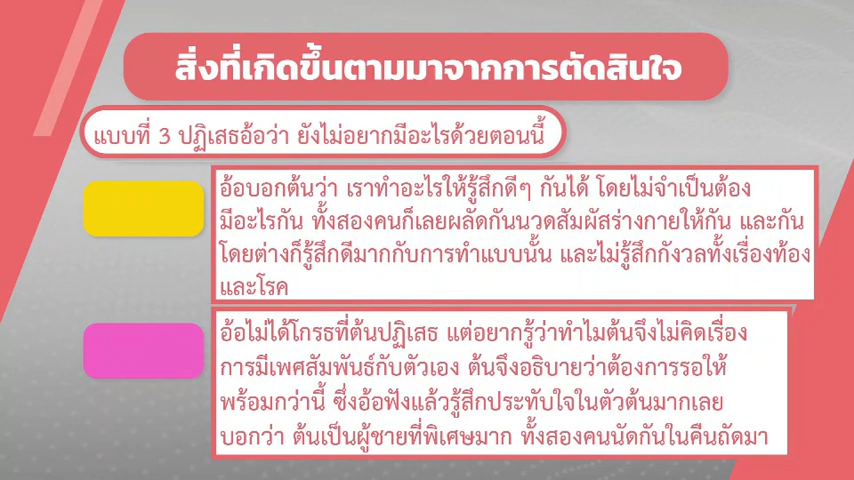 สิ่งที่เกิดขึ้นตามมาจากการตัดสินใจ
แบบที่ 3 ปฏิเสธอ้อว่า ยังไม่อยากมีอะไรด้วยตอนนี้
อ้อบอกต้นว่า เราทำอะไรให้รู้สึกดีๆ กันได้ โดยไม่จำเป็นต้อง
มีอะไรกัน ทั้งสองคนก็เลยผลัดกันนวดสัมผัสร่างกายให้กัน และกัน
โดยต่างก็รู้สึกดีมากกับการทำแบบนั้น และไม่รู้สึกกังวลทั้งเรื่องท้อง
และโรค
อ้อไม่ได้โกรธที่ต้นปฏิเสธ แต่อยากรู้ว่าทำไมต้นจึงไม่คิดเรื่อง
การมีเพศสัมพันธ์กับตัวเอง ต้นจึงอธิบายว่าต้องการรอให้
พร้อมกว่านี้ ซึ่งอ้อฟังแล้วรู้สึกประทับใจในตัวต้นมากเลย
บอกว่า ต้นเป็นผู้ชายที่พิเศษมาก ทั้งสองคนนัดกันในคืนถัดมา